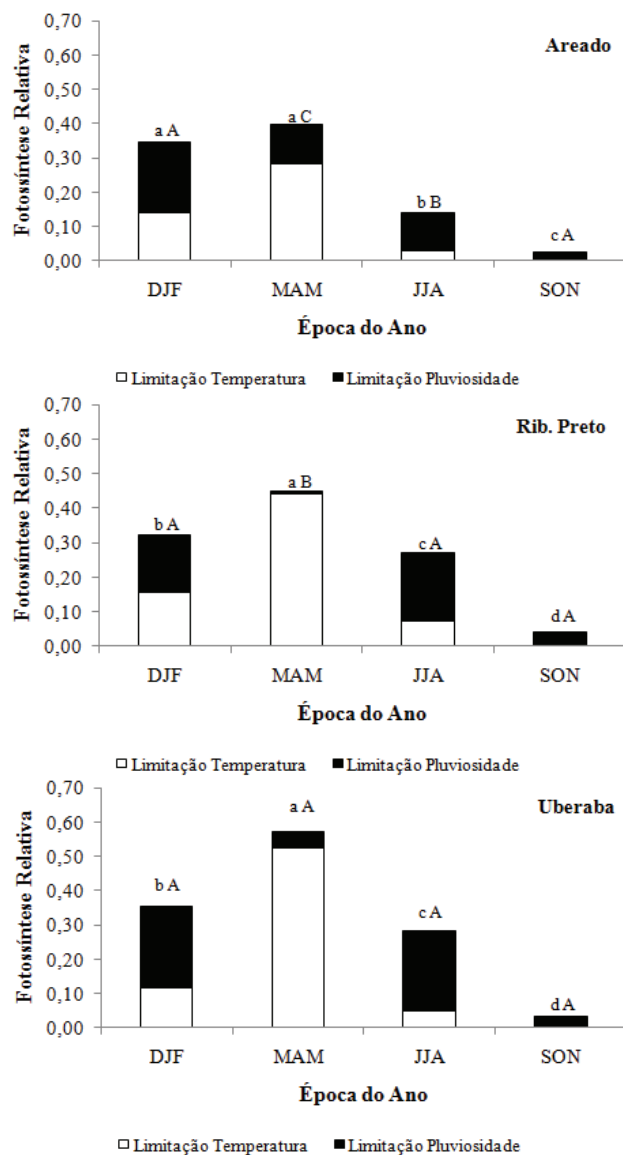 Areado
Fotossíntese Relativa
0,70
0,60
0,50
0,40
0,30
0,20
0,10
0,00
a A
a C
b B
c A
DJF MAM JJA SON
Época do Ano
Limitação Temperatura Limitação Pluviosidade
Rib. Preto
Fotossíntese Relativa
0,70
0,60
0,50
0,40
0,30
0,20
0,10
0,00
b A
a B
c A
d A
DJF MAM JJA SON
Época do Ano
Limitação Temperatura Limitação Pluviosidade
Uberaba
Fotossíntese Relativa
0,70
0,60
0,50
0,40
0,30
0,20
0,10
0,00
b A
a A
c A
d A
DJF MAM JJA SON
Época do Ano
Limitação Temperatura Limitação Pluviosidade